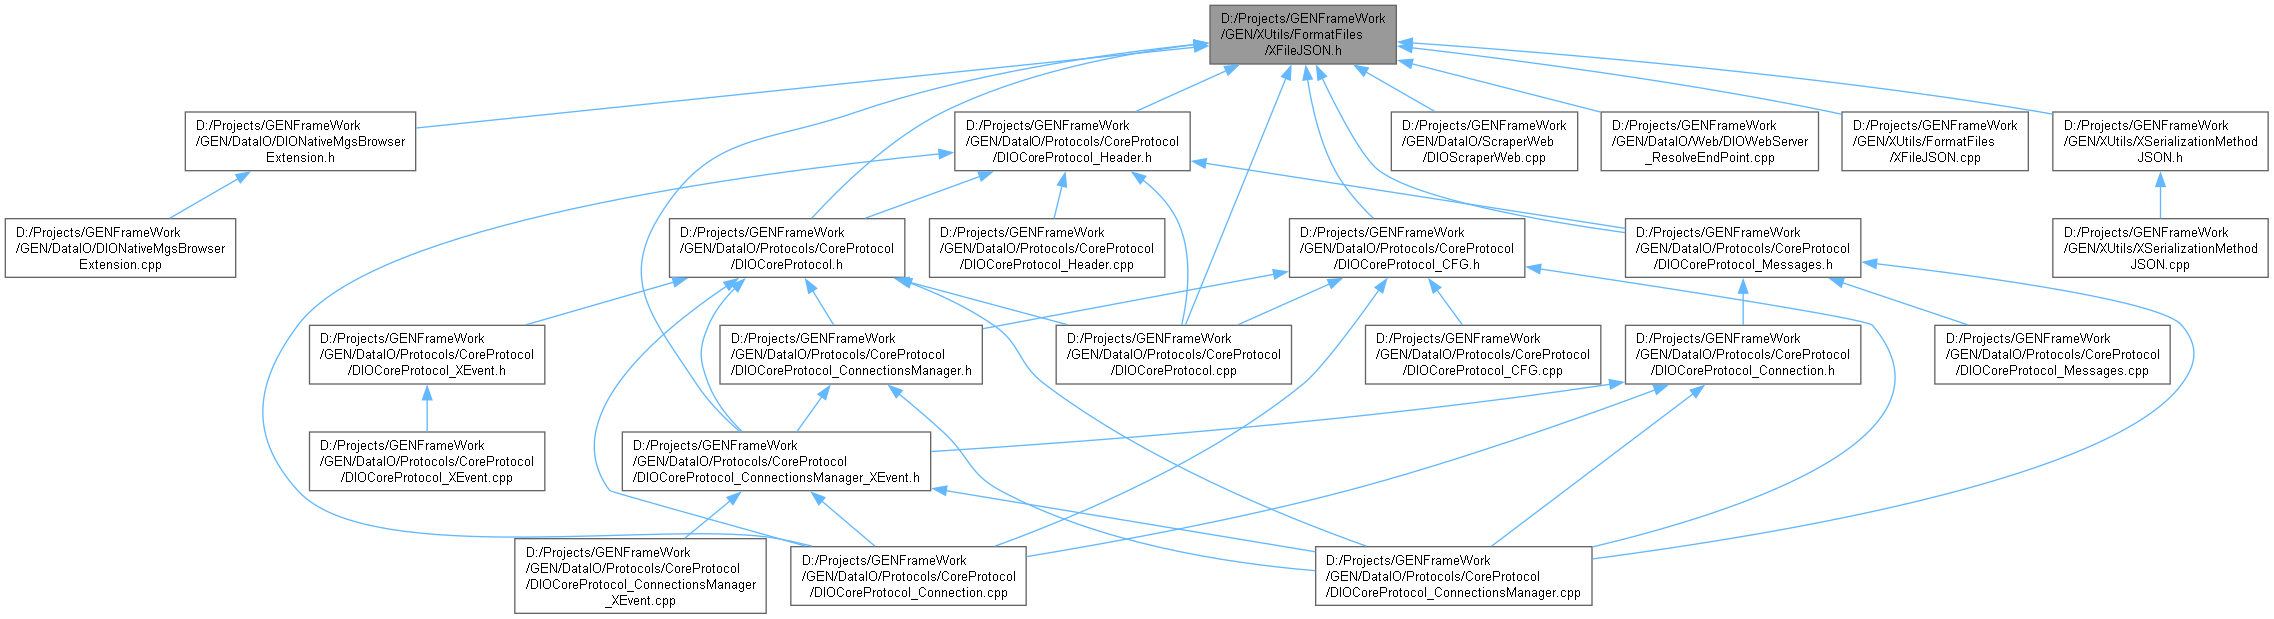 D:/Projects/GENFrameWork
/GEN/XUtils/FormatFiles
/XFileJSON.h
D:/Projects/GENFrameWork
/GEN/DataIO/DIONativeMgsBrowser
Extension.h
D:/Projects/GENFrameWork
/GEN/DataIO/Protocols/CoreProtocol
/DIOCoreProtocol_Header.h
D:/Projects/GENFrameWork
/GEN/DataIO/ScraperWeb
/DIOScraperWeb.cpp
D:/Projects/GENFrameWork
/GEN/DataIO/Web/DIOWebServer
_ResolveEndPoint.cpp
D:/Projects/GENFrameWork
/GEN/XUtils/FormatFiles
/XFileJSON.cpp
D:/Projects/GENFrameWork
/GEN/XUtils/XSerializationMethod
JSON.h
D:/Projects/GENFrameWork
/GEN/DataIO/DIONativeMgsBrowser
Extension.cpp
D:/Projects/GENFrameWork
/GEN/DataIO/Protocols/CoreProtocol
/DIOCoreProtocol.h
D:/Projects/GENFrameWork
/GEN/DataIO/Protocols/CoreProtocol
/DIOCoreProtocol_Header.cpp
D:/Projects/GENFrameWork
/GEN/DataIO/Protocols/CoreProtocol
/DIOCoreProtocol_CFG.h
D:/Projects/GENFrameWork
/GEN/DataIO/Protocols/CoreProtocol
/DIOCoreProtocol_Messages.h
D:/Projects/GENFrameWork
/GEN/XUtils/XSerializationMethod
JSON.cpp
D:/Projects/GENFrameWork
/GEN/DataIO/Protocols/CoreProtocol
/DIOCoreProtocol_XEvent.h
D:/Projects/GENFrameWork
/GEN/DataIO/Protocols/CoreProtocol
/DIOCoreProtocol_ConnectionsManager.h
D:/Projects/GENFrameWork
/GEN/DataIO/Protocols/CoreProtocol
/DIOCoreProtocol.cpp
D:/Projects/GENFrameWork
/GEN/DataIO/Protocols/CoreProtocol
/DIOCoreProtocol_CFG.cpp
D:/Projects/GENFrameWork
/GEN/DataIO/Protocols/CoreProtocol
/DIOCoreProtocol_Connection.h
D:/Projects/GENFrameWork
/GEN/DataIO/Protocols/CoreProtocol
/DIOCoreProtocol_Messages.cpp
D:/Projects/GENFrameWork
/GEN/DataIO/Protocols/CoreProtocol
/DIOCoreProtocol_XEvent.cpp
D:/Projects/GENFrameWork
/GEN/DataIO/Protocols/CoreProtocol
/DIOCoreProtocol_ConnectionsManager_XEvent.h
D:/Projects/GENFrameWork
/GEN/DataIO/Protocols/CoreProtocol
/DIOCoreProtocol_ConnectionsManager
_XEvent.cpp
D:/Projects/GENFrameWork
/GEN/DataIO/Protocols/CoreProtocol
/DIOCoreProtocol_Connection.cpp
D:/Projects/GENFrameWork
/GEN/DataIO/Protocols/CoreProtocol
/DIOCoreProtocol_ConnectionsManager.cpp